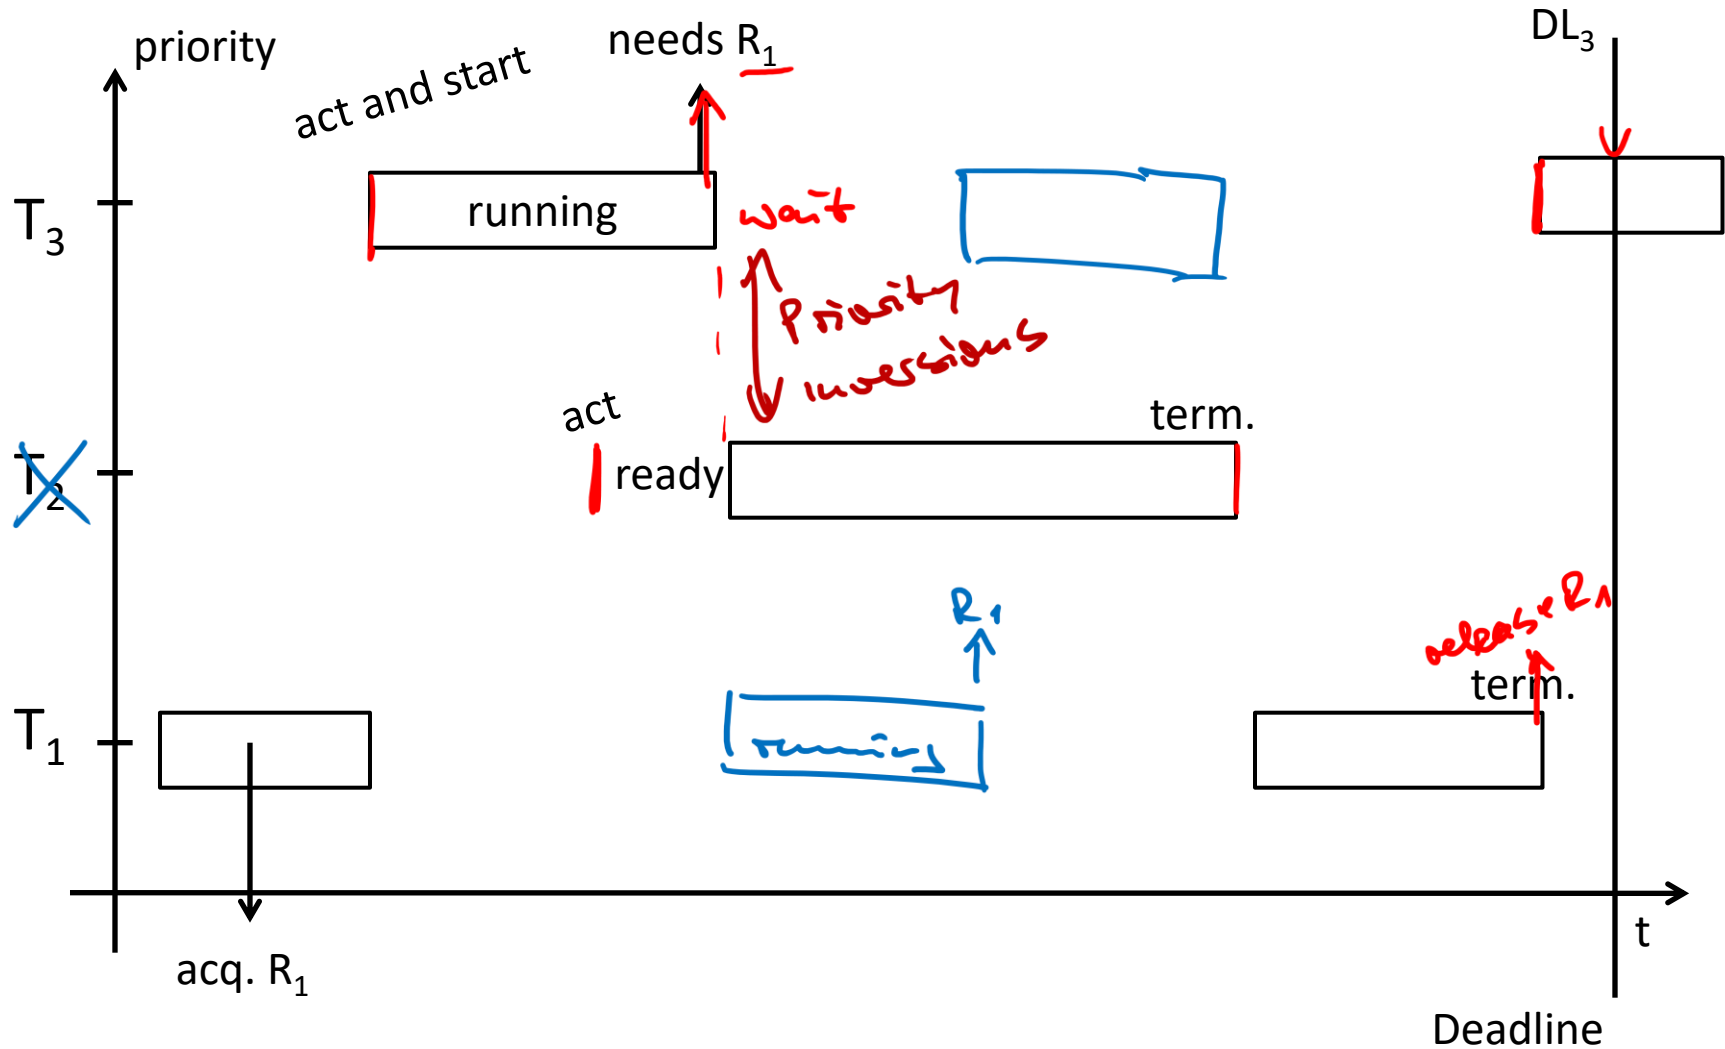 priority
act and start
needs R1
DL3
T3
running
wait
Priority
inversions
act
term.
T2
ready
R1
release R1
term.
T1
running
t
acq. R1
Deadline